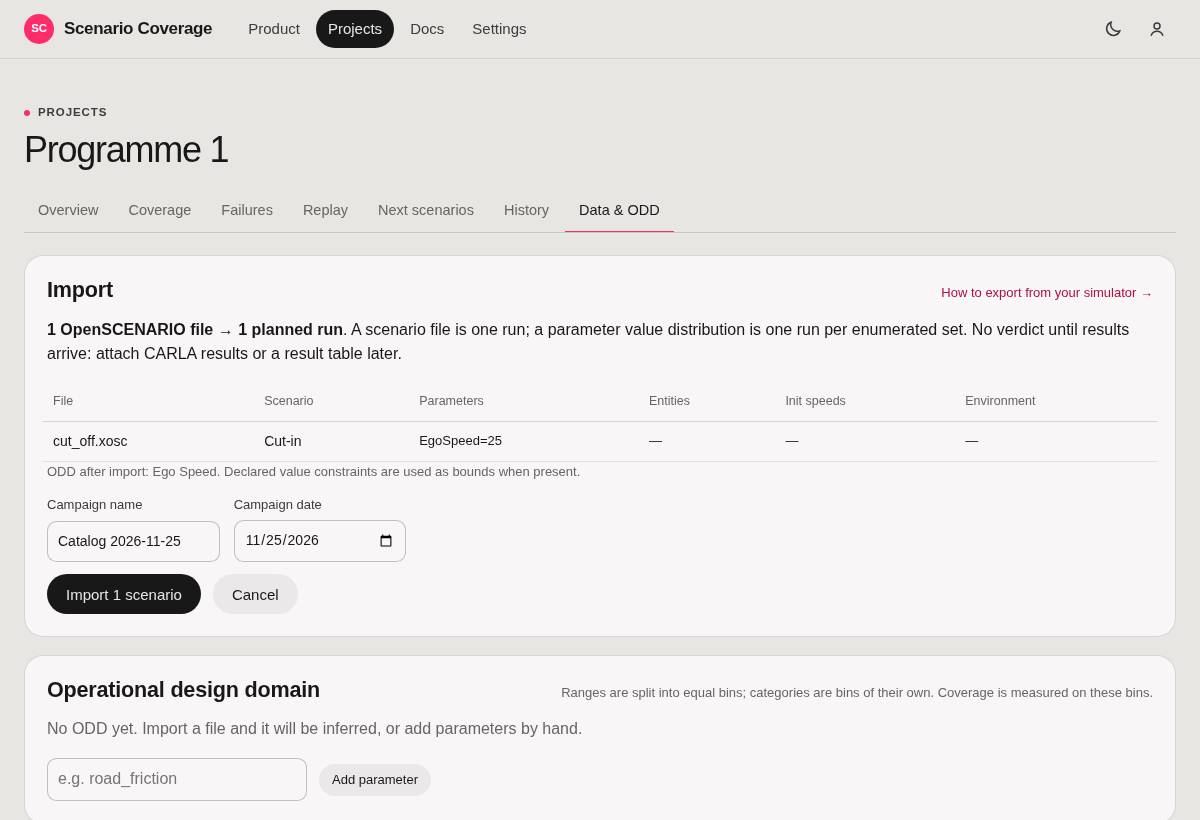 SC Scenario Coverage Product Projects Docs Settings
PROJECTS
Programme 1
Overview Coverage Failures Replay Next scenarios History Data & ODD
Import How to export from your simulator →
1 OpenSCENARIO file → 1 planned run. A scenario file is one run; a parameter value distribution is one run per enumerated set. No verdict until results
arrive: attach CARLA results or a result table later.
File Scenario Parameters Entities Init speeds Environment
cut_off.xosc Cut-in EgoSpeed=25 — — —
ODD after import: Ego Speed. Declared value constraints are used as bounds when present.
Campaign name Campaign date
Catalog 2026-11-25 11/25/2026
Import 1 scenario Cancel
Operational design domain Ranges are split into equal bins; categories are bins of their own. Coverage is measured on these bins.
No ODD yet. Import a file and it will be inferred, or add parameters by hand.
e.g. road_friction Add parameter